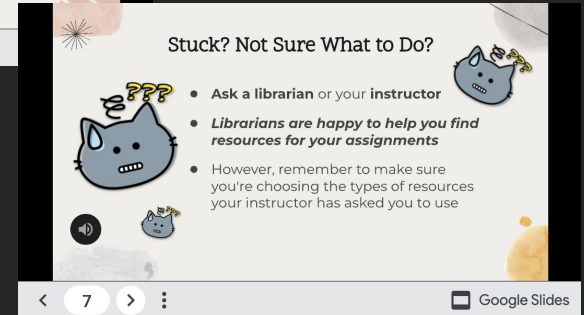 Stuck? Not Sure What to Do?
???
???
● Ask a librarian or your instructor
● Librarians are happy to help you find
resources for your assignments
● However, remember to make sure
you're choosing the types of resources
your instructor has asked you to use
???
7
Google Slides